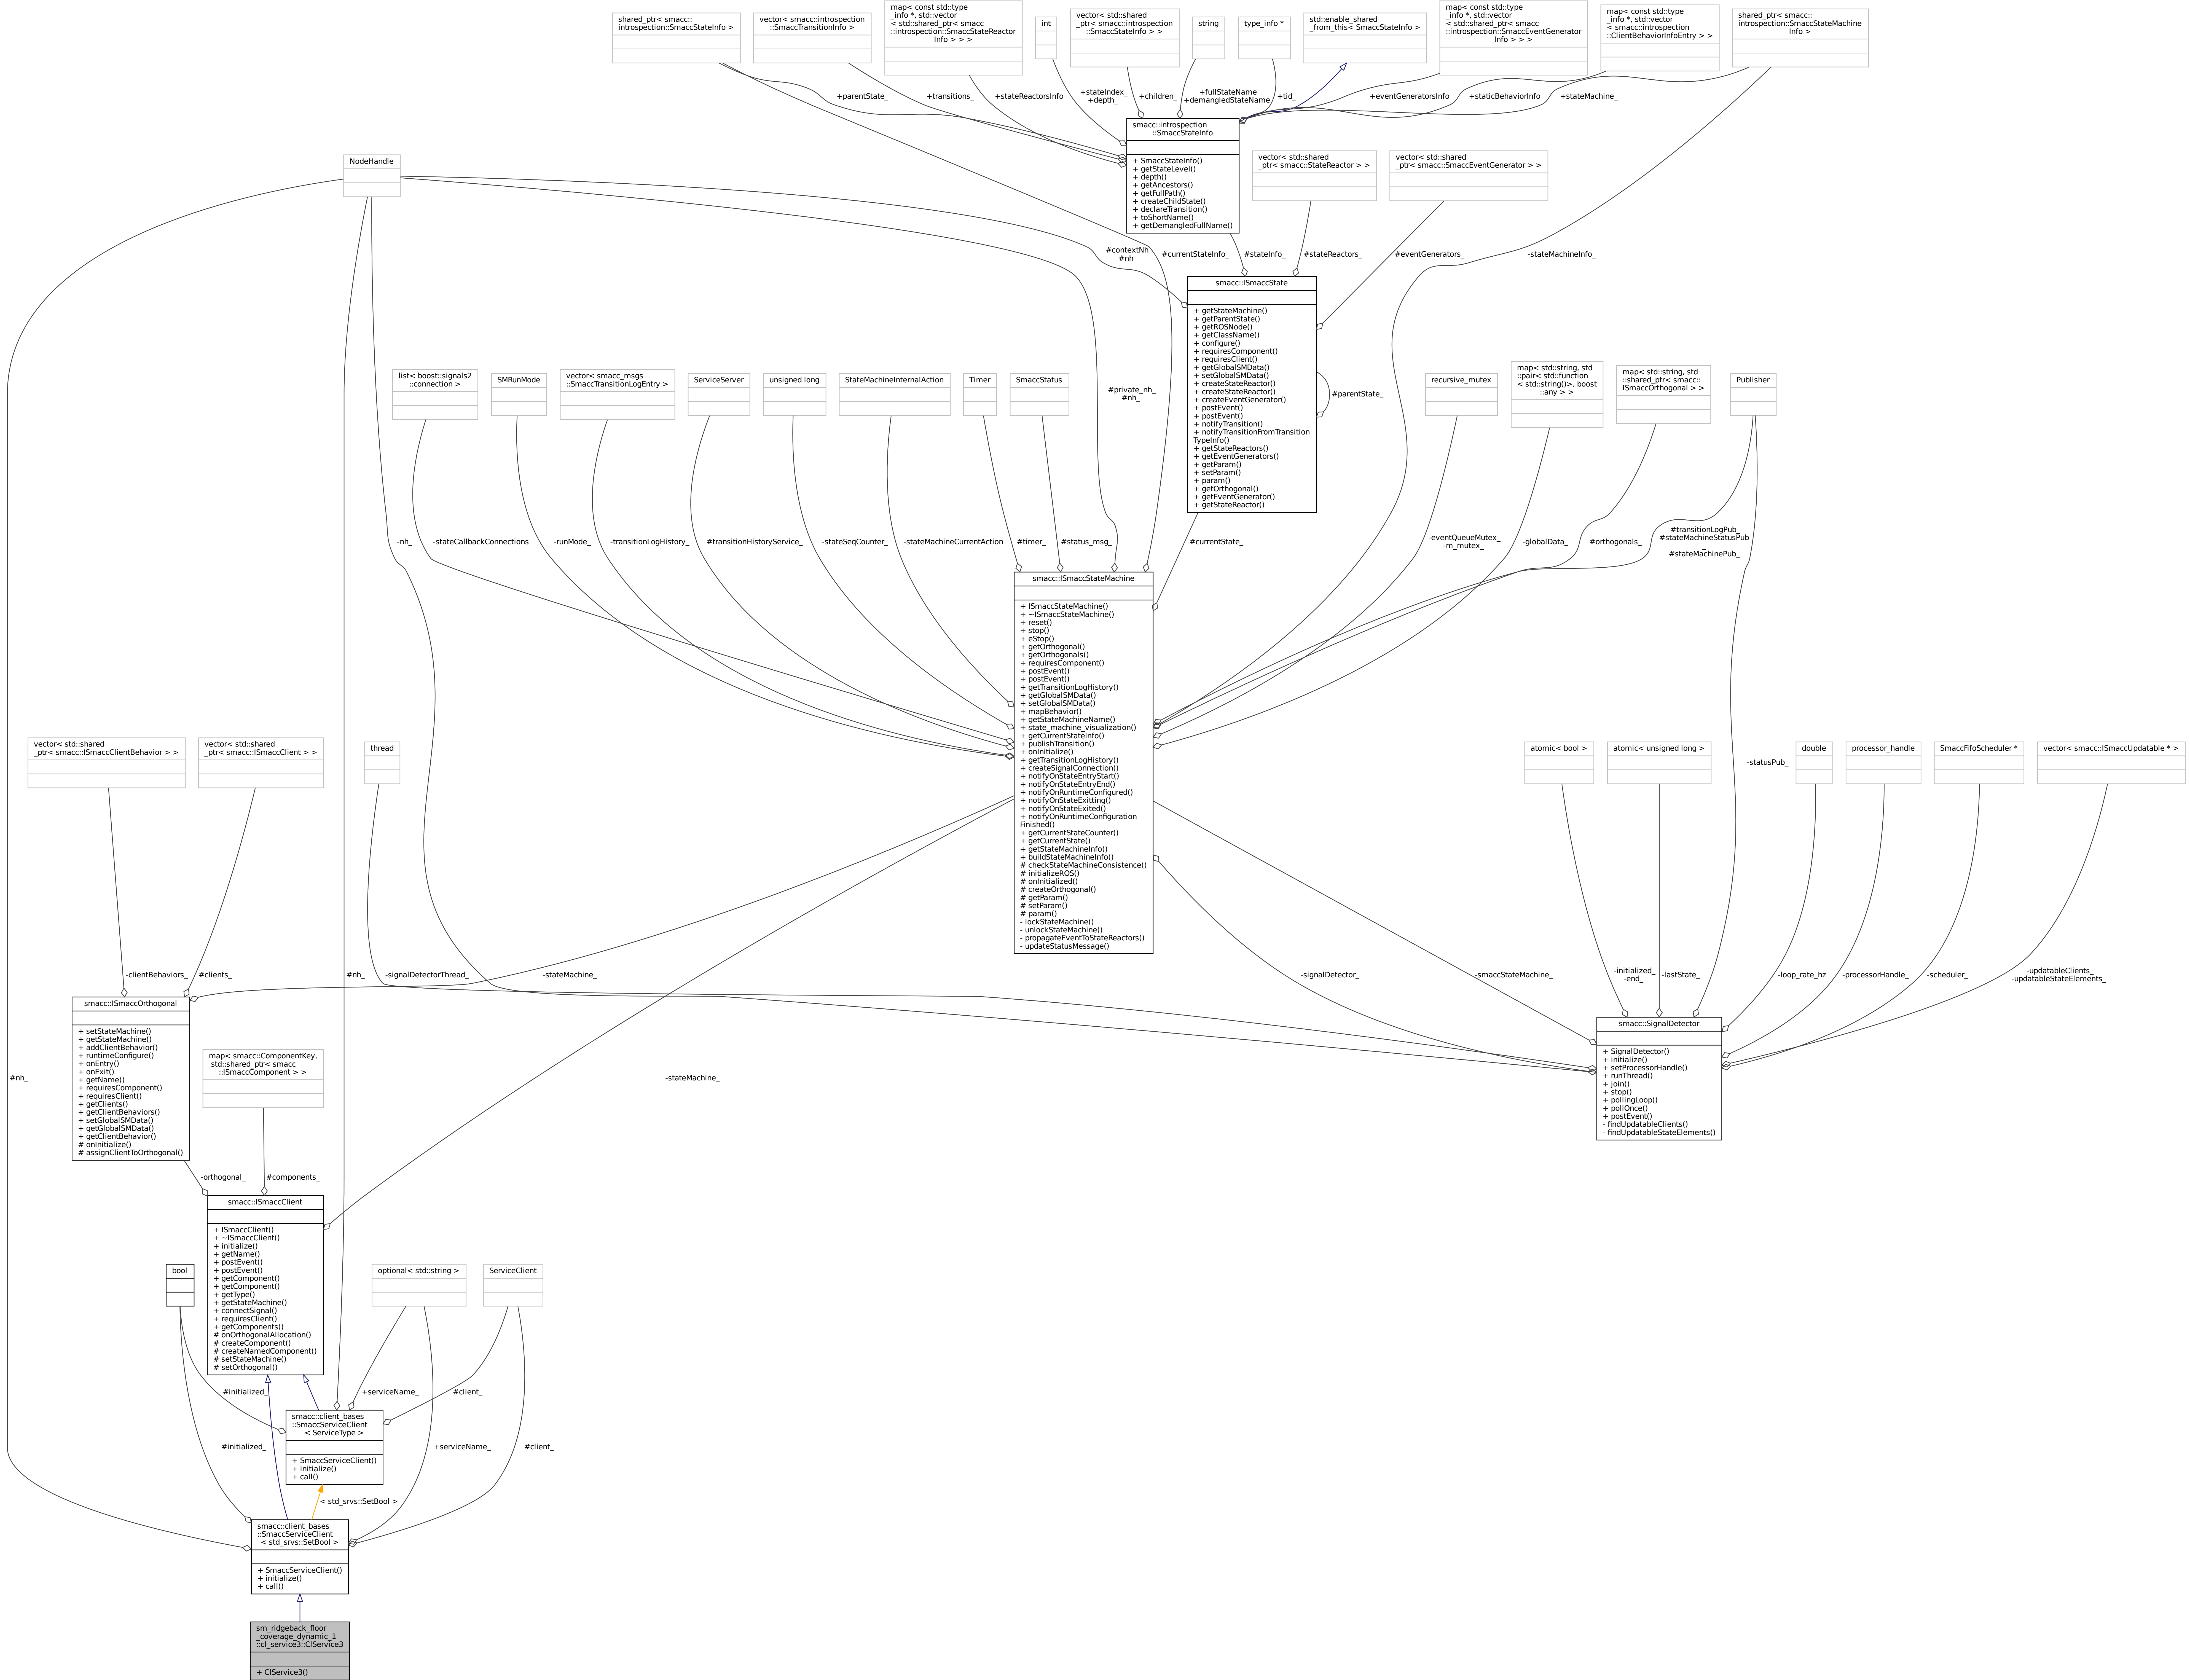 shared_ptr< smacc::
introspection::SmaccStateInfo >
vector< smacc::introspection
::SmaccTransitionInfo >
map< const std::type
_info *, std::vector
< std::shared_ptr< smacc
::introspection::SmaccStateReactor
Info > > >
int
vector< std::shared
_ptr< smacc::introspection
::SmaccStateInfo > >
string
type_info *
std::enable_shared
_from_this< SmaccStateInfo >
map< const std::type
_info *, std::vector
< std::shared_ptr< smacc
::introspection::SmaccEventGenerator
Info > > >
map< const std::type
_info *, std::vector
< smacc::introspection
::ClientBehaviorInfoEntry > >
shared_ptr< smacc::
introspection::SmaccStateMachine
Info >
+parentState_
+transitions_
+stateReactorsInfo
+stateIndex_
+depth_
+children_
+fullStateName
+demangledStateName
+tid_
+eventGeneratorsInfo
+staticBehaviorInfo
+stateMachine_
smacc::introspection
::SmaccStateInfo
+ SmaccStateInfo()
+ getStateLevel()
+ depth()
+ getAncestors()
+ getFullPath()
+ createChildState()
+ declareTransition()
+ toShortName()
+ getDemangledFullName()
NodeHandle
vector< std::shared
_ptr< smacc::StateReactor > >
vector< std::shared
_ptr< smacc::SmaccEventGenerator > >
#contextNh
#nh
#currentStateInfo_
#stateInfo_
#stateReactors_
#eventGenerators_
-stateMachineInfo_
smacc::ISmaccState
+ getStateMachine()
+ getParentState()
+ getROSNode()
+ getClassName()
+ configure()
+ requiresComponent()
+ requiresClient()
+ getGlobalSMData()
+ setGlobalSMData()
+ createStateReactor()
+ createStateReactor()
+ createEventGenerator()
+ postEvent()
+ postEvent()
+ notifyTransition()
+ notifyTransitionFromTransition
TypeInfo()
+ getStateReactors()
+ getEventGenerators()
+ getParam()
+ setParam()
+ param()
+ getOrthogonal()
+ getEventGenerator()
+ getStateReactor()
#parentState_
list< boost::signals2
::connection >
SMRunMode
vector< smacc_msgs
::SmaccTransitionLogEntry >
ServiceServer
unsigned long
StateMachineInternalAction
Timer
SmaccStatus
#private_nh_
#nh_
recursive_mutex
map< std::string, std
::pair< std::function
< std::string()>, boost
::any > >
map< std::string, std
::shared_ptr< smacc::
ISmaccOrthogonal > >
Publisher
-nh_
-stateCallbackConnections
-runMode_
-transitionLogHistory_
#transitionHistoryService_
-stateSeqCounter_
-stateMachineCurrentAction
#timer_
#status_msg_
#currentState_
-eventQueueMutex_
-m_mutex_
-globalData_
#orthogonals_
#transitionLogPub_
#stateMachineStatusPub
_
#stateMachinePub_
smacc::ISmaccStateMachine
+ ISmaccStateMachine()
+ ~ISmaccStateMachine()
+ reset()
+ stop()
+ eStop()
+ getOrthogonal()
+ getOrthogonals()
+ requiresComponent()
+ postEvent()
+ postEvent()
+ getTransitionLogHistory()
+ getGlobalSMData()
+ setGlobalSMData()
+ mapBehavior()
+ getStateMachineName()
+ state_machine_visualization()
+ getCurrentStateInfo()
+ publishTransition()
+ onInitialize()
+ getTransitionLogHistory()
+ createSignalConnection()
+ notifyOnStateEntryStart()
+ notifyOnStateEntryEnd()
+ notifyOnRuntimeConfigured()
+ notifyOnStateExitting()
+ notifyOnStateExited()
+ notifyOnRuntimeConfiguration
Finished()
+ getCurrentStateCounter()
+ getCurrentState()
+ getStateMachineInfo()
+ buildStateMachineInfo()
# checkStateMachineConsistence()
# initializeROS()
# onInitialized()
# createOrthogonal()
# getParam()
# setParam()
# param()
- lockStateMachine()
- unlockStateMachine()
- propagateEventToStateReactors()
- updateStatusMessage()
vector< std::shared
_ptr< smacc::ISmaccClientBehavior > >
vector< std::shared
_ptr< smacc::ISmaccClient > >
thread
atomic< bool >
atomic< unsigned long >
double
processor_handle
SmaccFifoScheduler *
vector< smacc::ISmaccUpdatable * >
-statusPub_
-clientBehaviors_
#clients_
#nh_
-signalDetectorThread_
-stateMachine_
-signalDetector_
-smaccStateMachine_
-initialized_
-end_
-lastState_
-loop_rate_hz
-processorHandle_
-scheduler_
-updatableClients_
-updatableStateElements_
smacc::ISmaccOrthogonal
+ setStateMachine()
+ getStateMachine()
+ addClientBehavior()
+ runtimeConfigure()
+ onEntry()
+ onExit()
+ getName()
+ requiresComponent()
+ requiresClient()
+ getClients()
+ getClientBehaviors()
+ setGlobalSMData()
+ getGlobalSMData()
+ getClientBehavior()
# onInitialize()
# assignClientToOrthogonal()
smacc::SignalDetector
+ SignalDetector()
+ initialize()
+ setProcessorHandle()
+ runThread()
+ join()
+ stop()
+ pollingLoop()
+ pollOnce()
+ postEvent()
- findUpdatableClients()
- findUpdatableStateElements()
map< smacc::ComponentKey,
std::shared_ptr< smacc
::ISmaccComponent > >
#nh_
-stateMachine_
-orthogonal_
#components_
smacc::ISmaccClient
+ ISmaccClient()
+ ~ISmaccClient()
+ initialize()
+ getName()
+ postEvent()
+ postEvent()
+ getComponent()
+ getComponent()
+ getType()
+ getStateMachine()
+ connectSignal()
+ requiresClient()
+ getComponents()
# onOrthogonalAllocation()
# createComponent()
# createNamedComponent()
# setStateMachine()
# setOrthogonal()
bool
optional< std::string >
ServiceClient
#initialized_
+serviceName_
#client_
smacc::client_bases
::SmaccServiceClient
< ServiceType >
+ SmaccServiceClient()
+ initialize()
+ call()
#initialized_
+serviceName_
#client_
< std_srvs::SetBool >
smacc::client_bases
::SmaccServiceClient
< std_srvs::SetBool >
+ SmaccServiceClient()
+ initialize()
+ call()
sm_ridgeback_floor
_coverage_dynamic_1
::cl_service3::ClService3
+ ClService3()